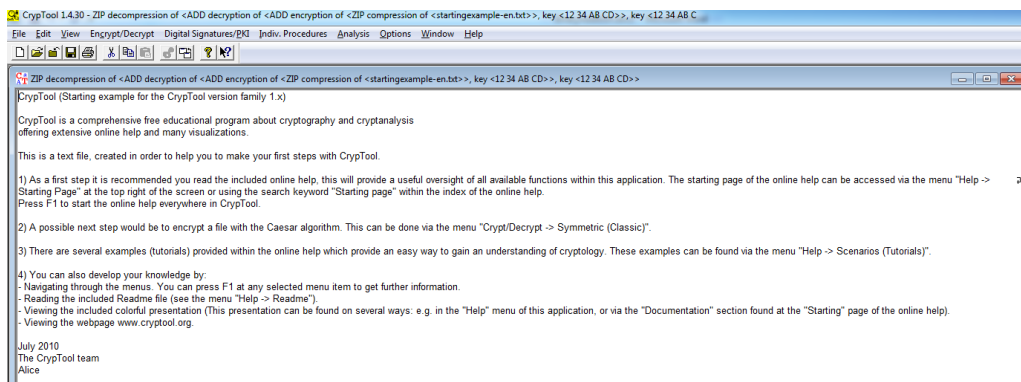 CrypTool 1.4.30 - ZIP decompression of <ADD decryption of <ADD encryption of <ZIP compression of <startingexample-en.txt>>, key <12 34 AB CD>>, key <12 34 AB C
File Edit View Encrypt/Decrypt Digital Signatures/PKI Indiv. Procedures Analysis Options Window Help
ZIP decompression of <ADD decryption of <ADD encryption of <ZIP compression of <startingexample-en.txt>>, key <12 34 AB CD>>, key <12 34 AB CD>>
CrypTool (Starting example for the CrypTool version family 1.x)
CrypTool is a comprehensive free educational program about cryptography and cryptanalysis
offering extensive online help and many visualizations.
This is a text file, created in order to help you to make your first steps with CrypTool.
1) As a first step it is recommended you read the included online help, this will provide a useful oversight of all available functions within this application. The starting page of the online help can be accessed via the menu "Help ->
Starting Page" at the top right of the screen or using the search keyword "Starting page" within the index of the online help.
Press F1 to start the online help everywhere in CrypTool.
2) A possible next step would be to encrypt a file with the Caesar algorithm. This can be done via the menu "Crypt/Decrypt -> Symmetric (Classic)".
3) There are several examples (tutorials) provided within the online help which provide an easy way to gain an understanding of cryptology. These examples can be found via the menu "Help -> Scenarios (Tutorials)".
4) You can also develop your knowledge by:
- Navigating through the menus. You can press F1 at any selected menu item to get further information.
- Reading the included Readme file (see the menu "Help -> Readme").
- Viewing the included colorful presentation (This presentation can be found on several ways: e.g. in the "Help" menu of this application, or via the "Documentation" section found at the "Starting" page of the online help).
- Viewing the webpage www.cryptool.org.
July 2010
The CrypTool team
Alice